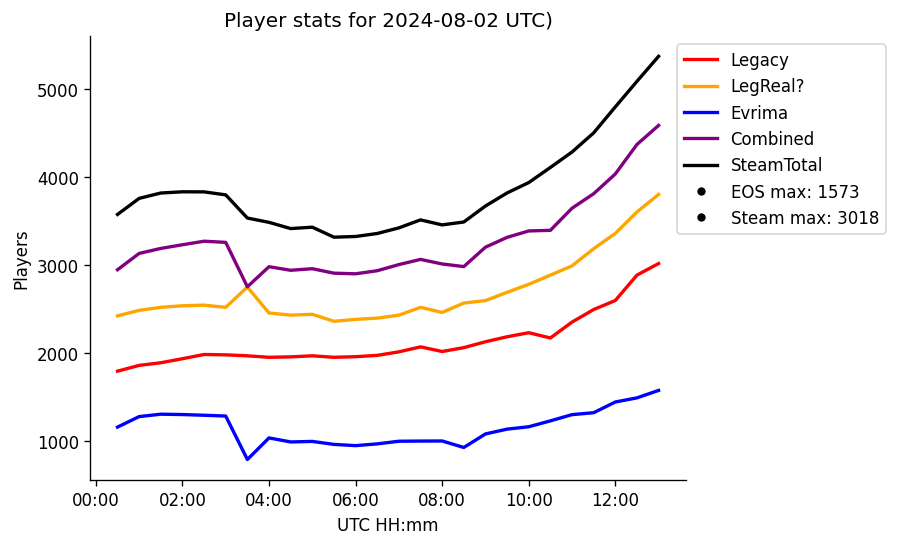 Player stats for 2024-08-02 UTC)
Legacy
LegReal?
Evrima
Combined
SteamTotal
EOS max: 1573
Steam max: 3018
5000
4000
3000
2000
1000
Players
00:00 02:00 04:00 06:00 08:00 10:00 12:00
UTC HH:mm